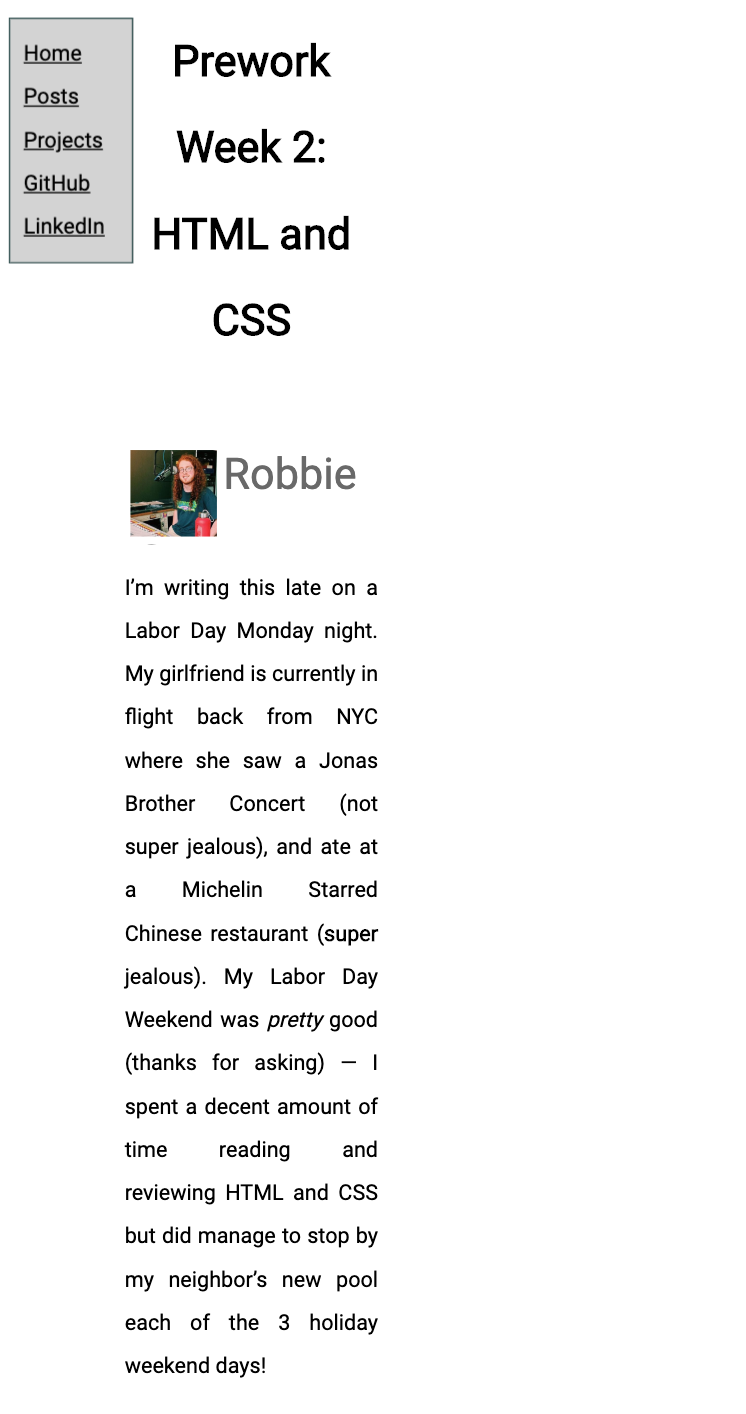 Home
Posts
Projects
GitHub
LinkedIn
Prework
Week 2:
HTML and
CSS
Robbie
I’m writing this late on a
Labor Day Monday night.
My girlfriend is currently in
flight back from NYC
where she saw a Jonas
Brother Concert (not
super jealous), and ate at
a Michelin Starred
Chinese restaurant (super
jealous). My Labor Day
Weekend was pretty good
(thanks for asking) — I
spent a decent amount of
time reading and
reviewing HTML and CSS
but did manage to stop by
my neighbor’s new pool
each of the 3 holiday
weekend days!